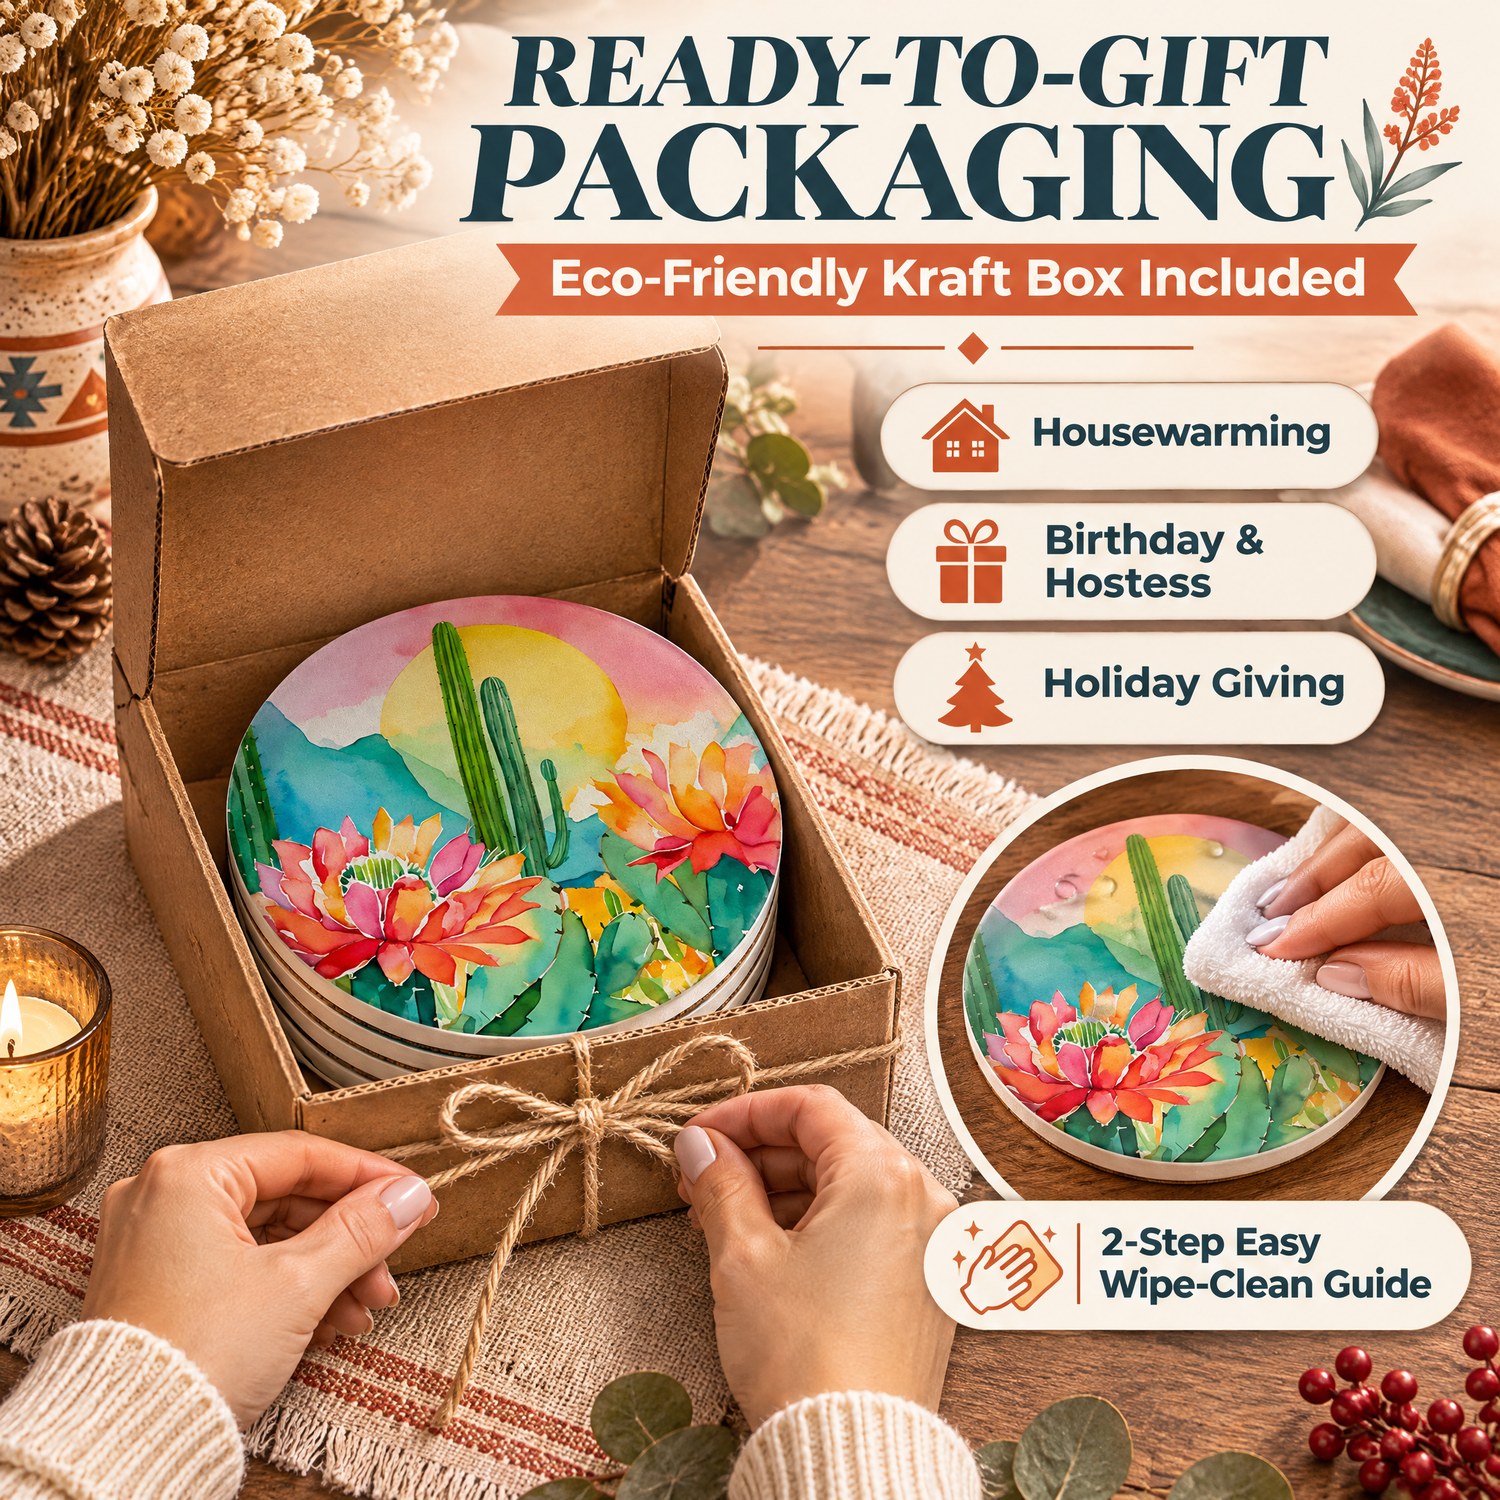 READY-TO-GIFT
PACKAGING
Eco-Friendly Kraft Box Included
Housewarming
Birthday &
Hostess
Holiday Giving
2-Step Easy
Wipe-Clean Guide